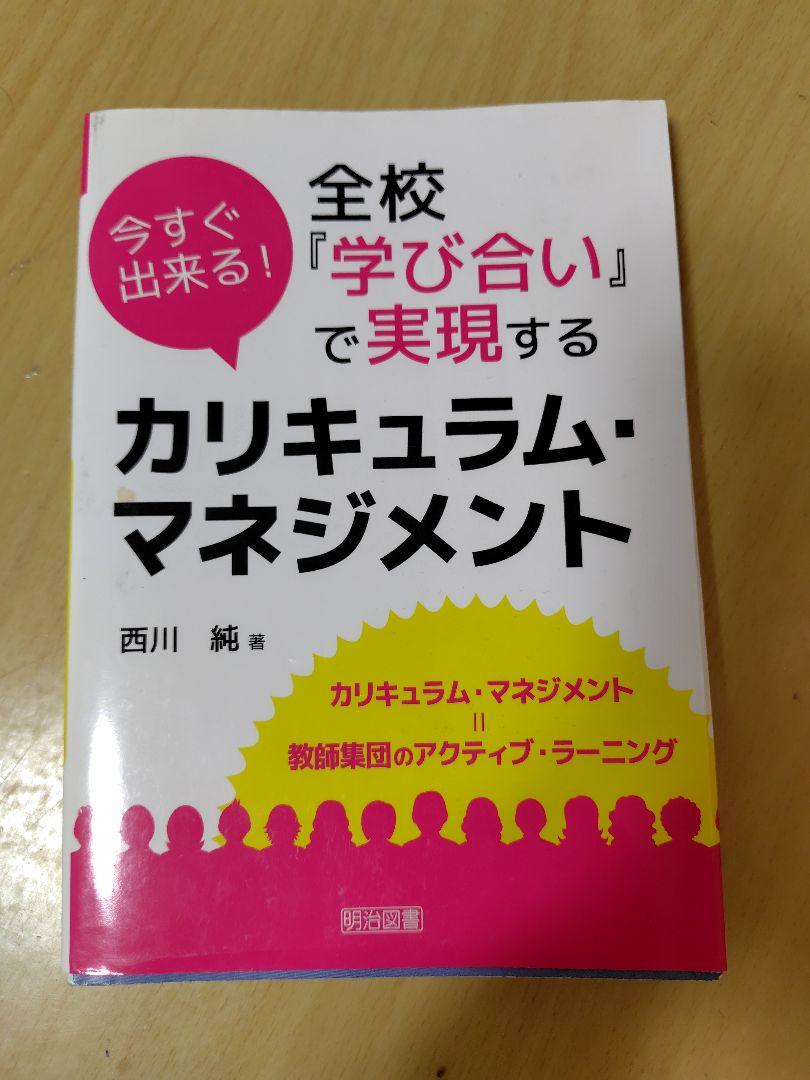 今すぐ
出来る!
全校
『学び合い』
で実現する
カリキュラム・
マネジメント
西川 純 著
カリキュラム・マネジメント
=
教師集団のアクティブ・ラーニング
明治図書